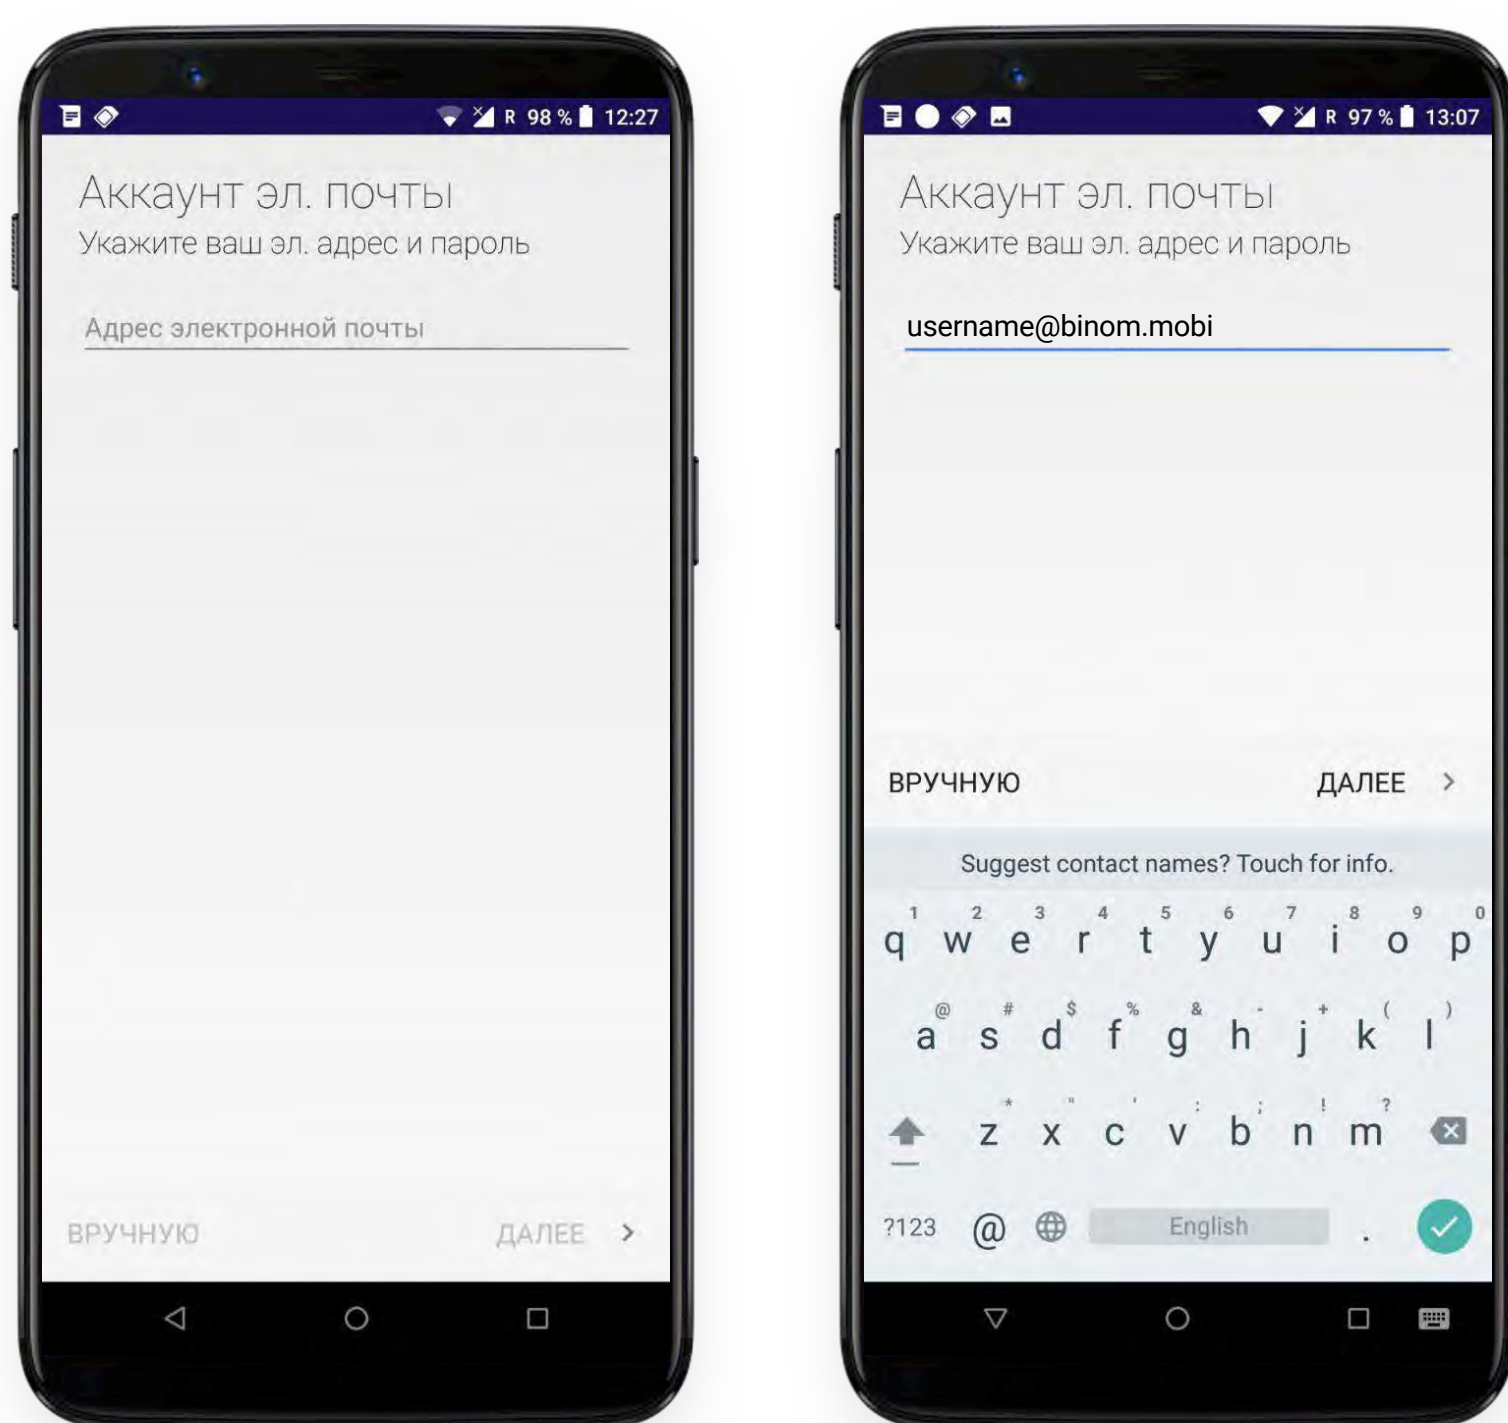 R 98 % 12:27
Аккаунт эл. почты
Укажите ваш эл. адрес и пароль
Адрес электронной почты
ВРУЧНУЮ ДАЛЕЕ
R 97 % 13:07
Аккаунт эл. почты
Укажите ваш эл. адрес и пароль
username@binom.mobi
ВРУЧНУЮ ДАЛЕЕ
Suggest contact names? Touch for info.
1 2 3 4 5 6 7 8 9 0
q w e r t y u i o p
@ # $ % & - + ( )
a s d f g h j k l
* " ' : ; ! ?
z x c v b n m
?123 @ English .